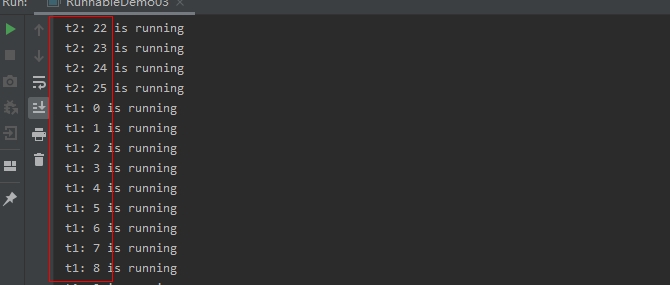 Run: RunnableDemo03 ×
t2: 22 is running
t2: 23 is running
t2: 24 is running
t2: 25 is running
t1: 0 is running
t1: 1 is running
t1: 2 is running
t1: 3 is running
t1: 4 is running
t1: 5 is running
t1: 6 is running
t1: 7 is running
t1: 8 is running